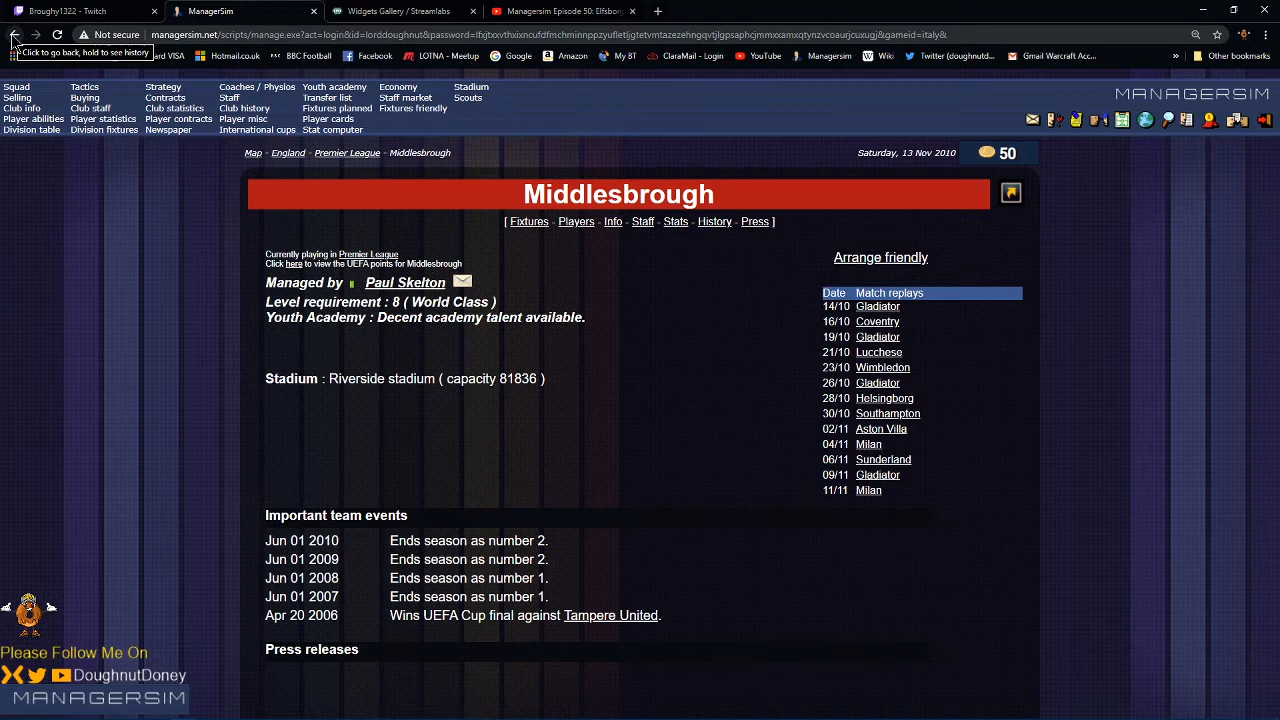 Broughy1322 - Twitch
ManagerSim
Widgets Gallery / Streamlabs
Managersim Episode 50: Elfsborg
Not secure
managersim.net/scripts/manage.exe?act=login&id=lorddoughnut&password=
&gameid=italy&
Click to go back, hold to see history
ard VISA
Hotmail.co.uk
BBC Football
Facebook
LOTNA - Meetup
Google
Amazon
My BT
ClaraMail - Login
YouTube
Managersim
Wiki
Twitter (@doughnutd...
Gmail Warcraft Acc...
»
Other bookmarks
Squad Tactics Strategy Coaches / Physios Youth academy Economy Stadium
Selling Buying Contracts Staff Transfer list Staff market Scouts
Club info Club staff Club statistics Club history Fixtures planned Fixtures friendly
Player abilities Player statistics Player contracts Player misc Player cards
Division table Division fixtures Newspaper International cups Stat computer
MANAGERSIM
Map - England - Premier League - Middlesbrough
Saturday, 13 Nov 2010
50
Middlesbrough
[ Fixtures - Players - Info - Staff - Stats - History - Press ]
Currently playing in Premier League
Click here to view the UEFA points for Middlesbrough
Managed by Paul Skelton
Level requirement : 8 ( World Class )
Youth Academy : Decent academy talent available.
Stadium : Riverside stadium ( capacity 81836 )
Arrange friendly
Date Match replays
14/10 Gladiator
16/10 Coventry
19/10 Gladiator
21/10 Lucchese
23/10 Wimbledon
26/10 Gladiator
28/10 Helsingborg
30/10 Southampton
02/11 Aston Villa
04/11 Milan
06/11 Sunderland
09/11 Gladiator
11/11 Milan
Important team events
Jun 01 2010 Ends season as number 2.
Jun 01 2009 Ends season as number 2.
Jun 01 2008 Ends season as number 1.
Jun 01 2007 Ends season as number 1.
Apr 20 2006 Wins UEFA Cup final against Tampere United.
Press releases
Please Follow Me On
DoughnutDoney
MANAGERSIM